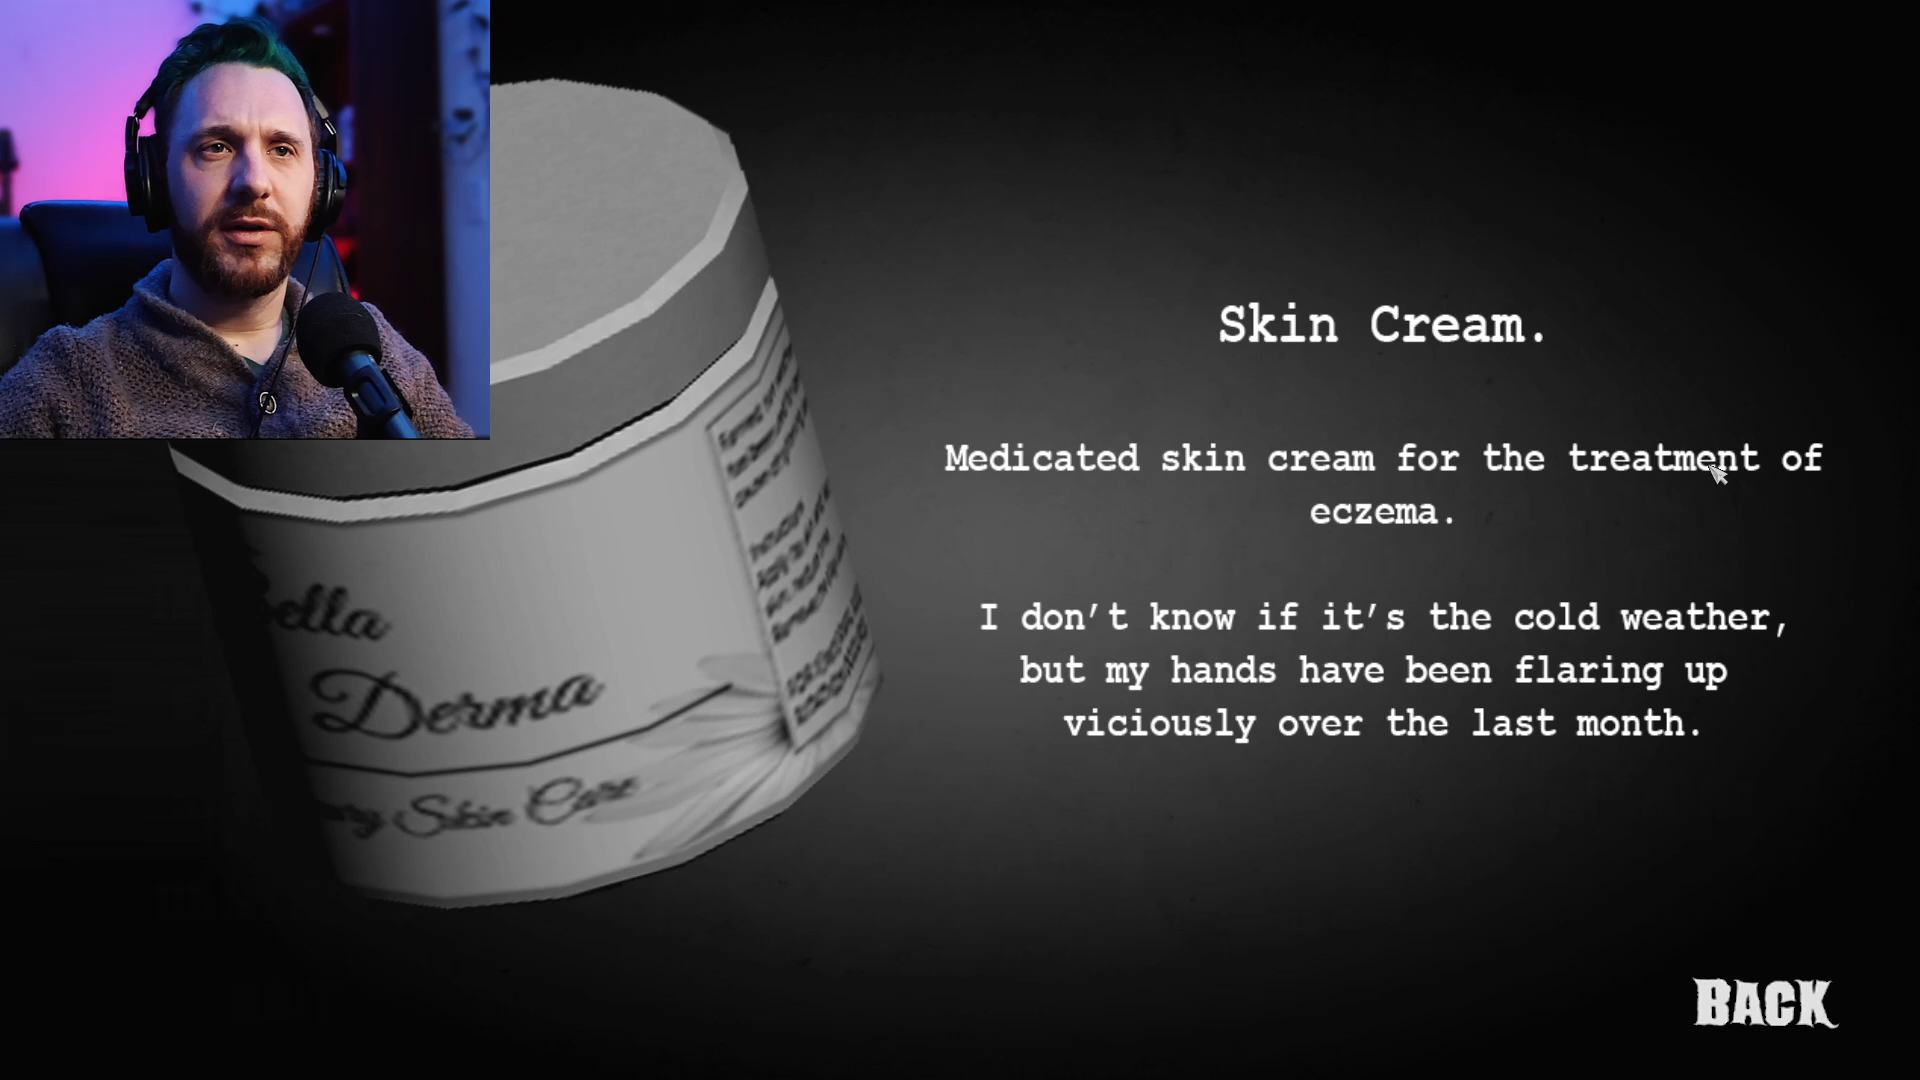 Skin Cream.
Medicated skin cream for the treatment of
eczema.
I don't know if it's the cold weather,
but my hands have been flaring up
viciously over the last month.
Derma
Skin Care
BACK